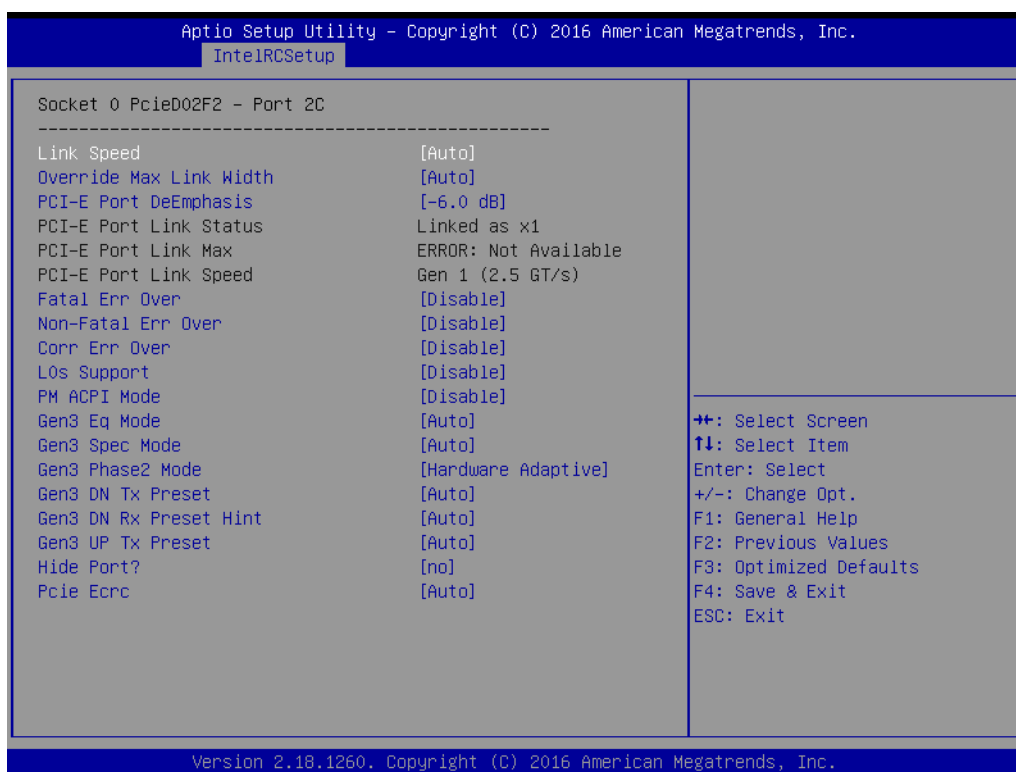 Aptio Setup Utility – Copyright (C) 2016 American Megatrends, Inc.
IntelRCSetup
Socket 0 PcieD02F2 – Port 2C
--------------------------------------------------
Link Speed [Auto]
Override Max Link Width [Auto]
PCI-E Port DeEmphasis [-6.0 dB]
PCI-E Port Link Status Linked as x1
PCI-E Port Link Max ERROR: Not Available
PCI-E Port Link Speed Gen 1 (2.5 GT/s)
Fatal Err Over [Disable]
Non-Fatal Err Over [Disable]
Corr Err Over [Disable]
L0s Support [Disable]
PM ACPI Mode [Disable]
Gen3 Eq Mode [Auto]
Gen3 Spec Mode [Auto]
Gen3 Phase2 Mode [Hardware Adaptive]
Gen3 DN Tx Preset [Auto]
Gen3 DN Rx Preset Hint [Auto]
Gen3 UP Tx Preset [Auto]
Hide Port? [no]
Pcie Ecrc [Auto]
→←: Select Screen
↑↓: Select Item
Enter: Select
+/-: Change Opt.
F1: General Help
F2: Previous Values
F3: Optimized Defaults
F4: Save & Exit
ESC: Exit
Version 2.18.1260. Copyright (C) 2016 American Megatrends, Inc.